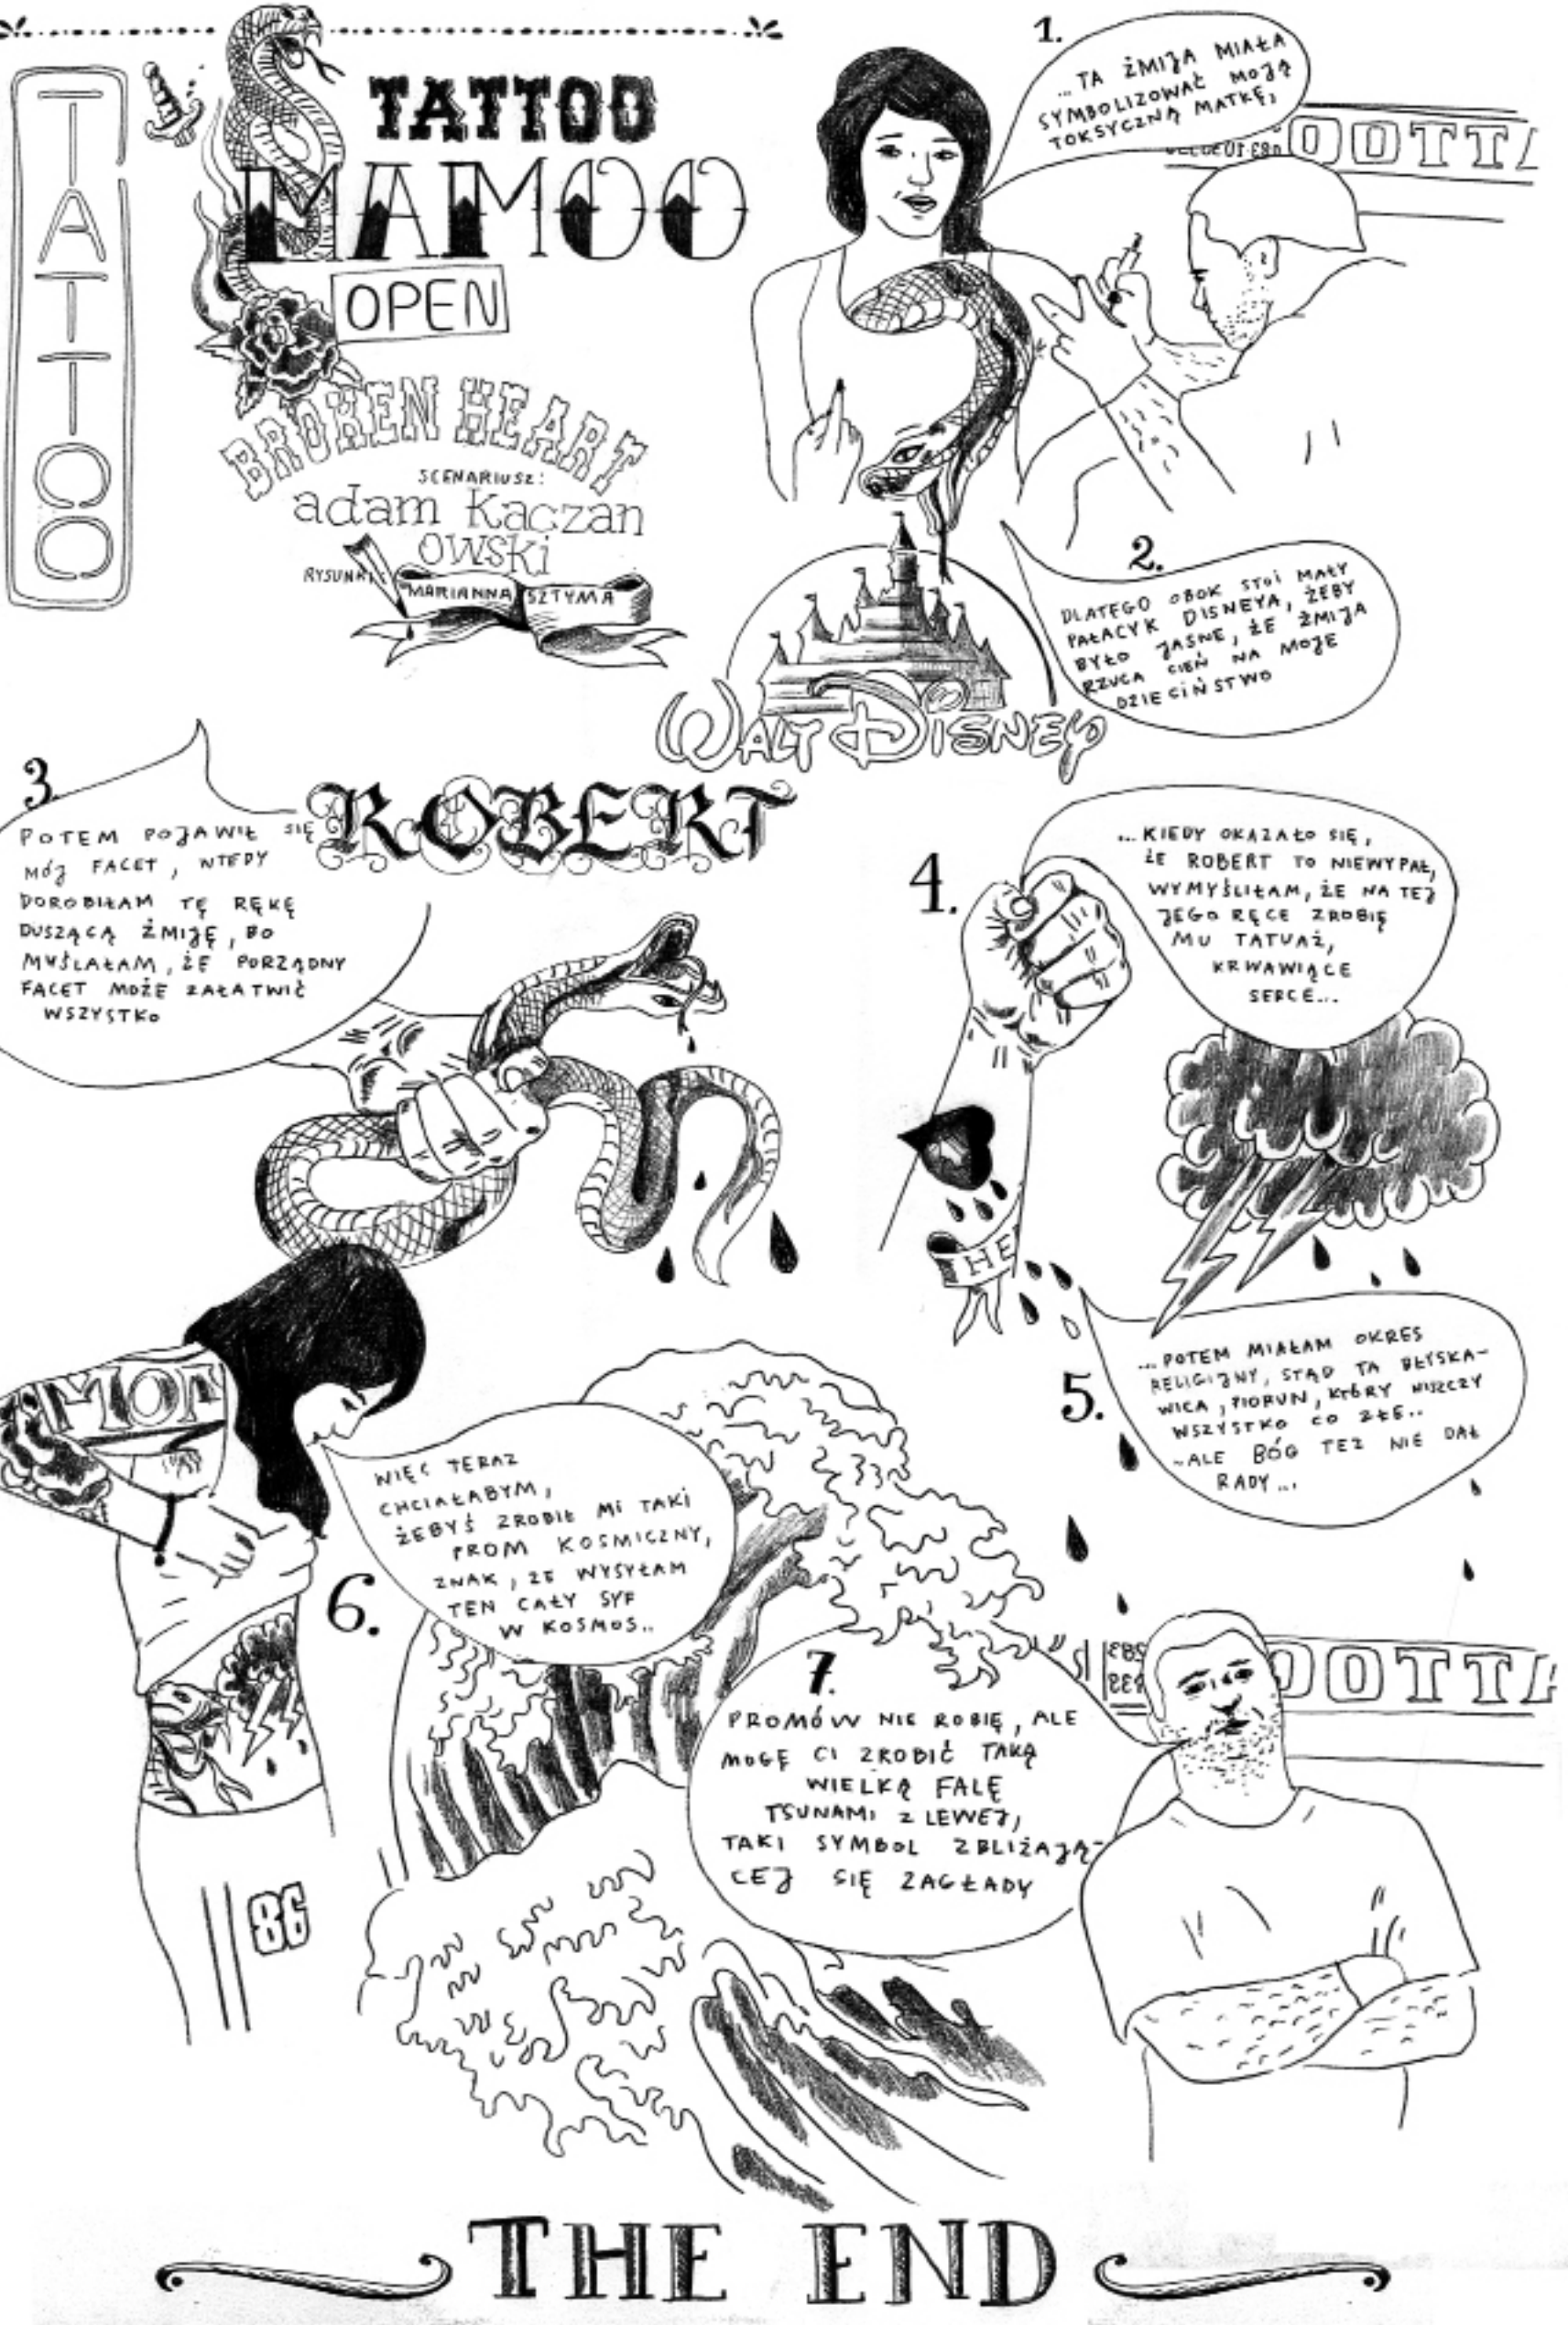 TATTOO
TATTOO
MAMOO
OPEN
BROKEN HEART
SCENARIUSZ:
adam Kaczan
owski
RYSUNKI:
MARIANNA SZTYMA
1.
...TA ŻMIJA MIAŁA
SYMBOLIZOWAŁ MOJĄ
TOKSYCZNĄ MATKĘ,
OOTTA
2.
DLATEGO OBOK STOI MAŁY
PAŁACYK DISNEYA, ŻEBY
BYŁO JASNE, ŻE ŻMIJA
RZUCA CIEŃ NA MOJE
DZIECIŃSTWO
WALT DISNEY
3.
POTEM POJAWIŁ SIĘ
MÓJ FACET, WTEDY
DOROBIŁAM TĘ RĘKĘ
DUSZĄCĄ ŻMIJĘ, BO
MYŚLAŁAM, ŻE PORZĄDNY
FACET MOŻE ZAŁATWIĆ
WSZYSTKO
ROBERT
4.
...KIEDY OKAZAŁO SIĘ,
ŻE ROBERT TO NIEWYPAŁ,
WYMYŚLIŁAM, ŻE NA TEJ
JEGO RĘCE ZROBIĘ
MU TATUAŻ,
KRWAWIĄCE
SERCE...
HE
5.
...POTEM MIAŁAM OKRES
RELIGIJNY, STĄD TA BŁYSKA-
WICA, PIORUN, KTÓRY NISZCZY
WSZYSTKO CO ZŁE..
~ALE BÓG TEŻ NIE DAŁ
RADY...
MOT
6.
WIĘC TERAZ
CHCIAŁABYM,
ŻEBYŚ ZROBIŁ MI TAKI
PROM KOSMICZNY,
ZNAK, ŻE WYSYŁAM
TEN CAŁY SYF
W KOSMOS..
86
7.
PROMÓW NIE ROBIĘ, ALE
MOGĘ CI ZROBIĆ TAKĄ
WIELKĄ FALĘ
TSUNAMI Z LEWEJ,
TAKI SYMBOL ZBLIŻAJĄ-
CEJ SIĘ ZAGŁADY
OOTTA
THE END